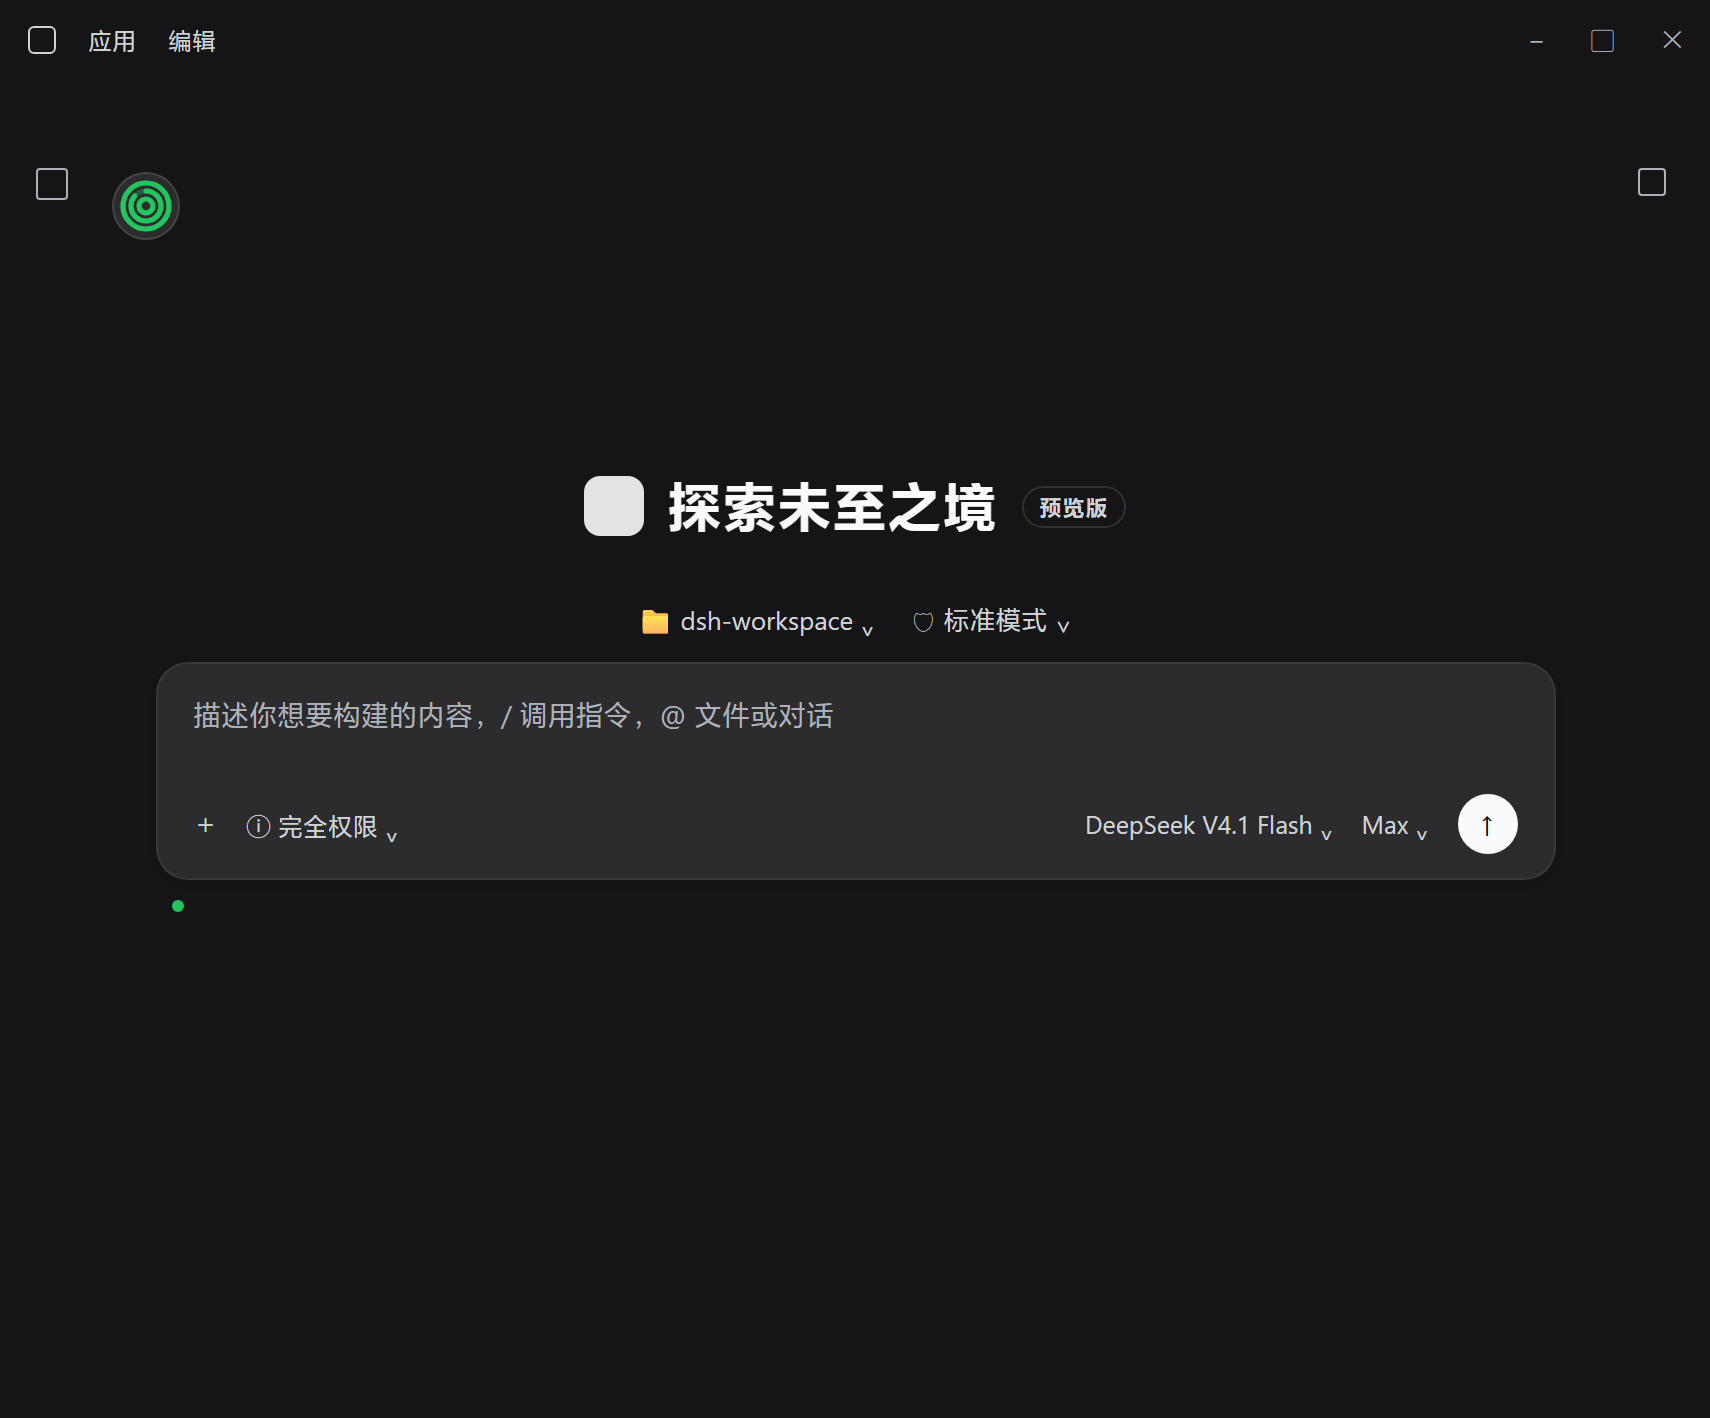 应用 编辑
探索未至之境 预览版
dsh-workspace 标准模式
描述你想要构建的内容，/ 调用指令，@ 文件或对话
+ 完全权限 DeepSeek V4.1 Flash Max ↑